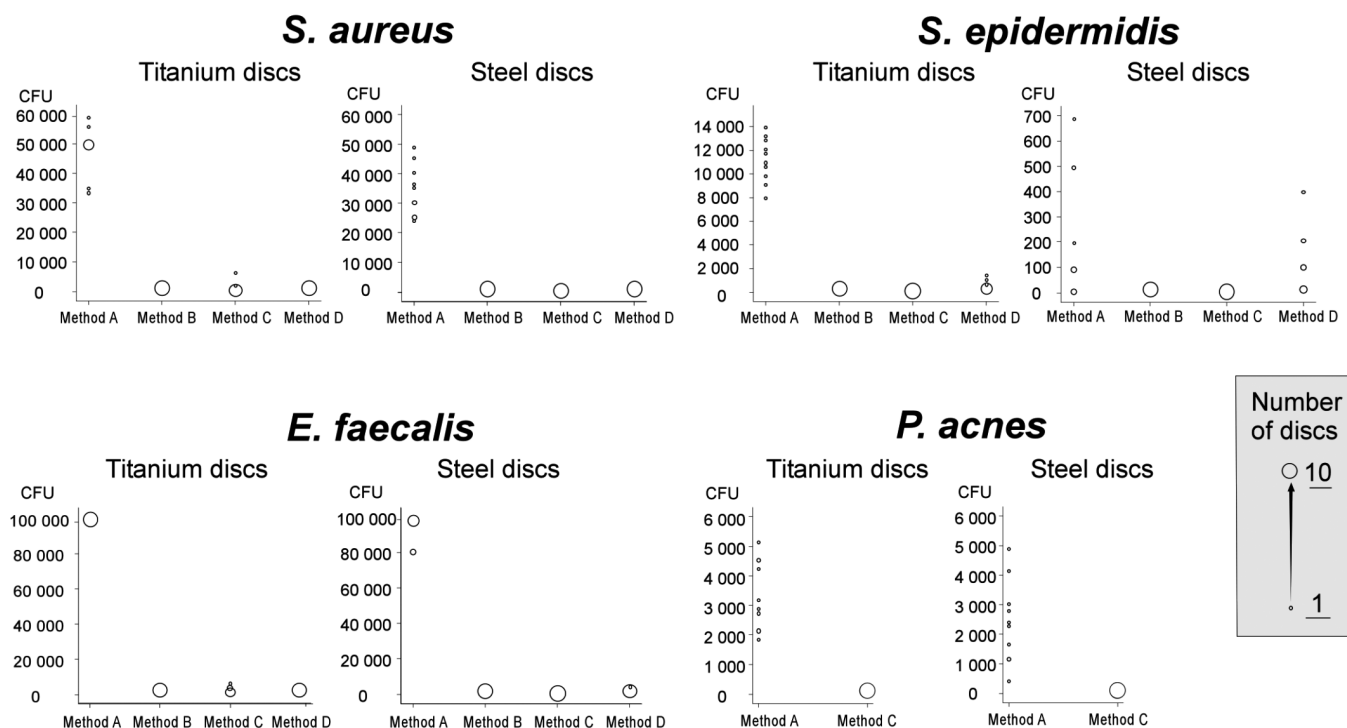 S. aureus
S. epidermidis
Titanium discs
Steel discs
Titanium discs
Steel discs
CFU
60 000
50 000
40 000
30 000
20 000
10 000
0
Method A Method B Method C Method D
CFU
60 000
50 000
40 000
30 000
20 000
10 000
0
Method A Method B Method C Method D
CFU
14 000
12 000
10 000
8 000
6 000
4 000
2 000
0
Method A Method B Method C Method D
CFU
700
600
500
400
300
200
100
0
Method A Method B Method C Method D
E. faecalis
P. acnes
Titanium discs
Steel discs
Titanium discs
Steel discs
CFU
100 000
80 000
60 000
40 000
20 000
0
Method A Method B Method C Method D
CFU
100 000
80 000
60 000
40 000
20 000
0
Method A Method B Method C Method D
CFU
6 000
5 000
4 000
3 000
2 000
1 000
0
Method A Method C
CFU
6 000
5 000
4 000
3 000
2 000
1 000
0
Method A Method C
Number
of discs
10
1